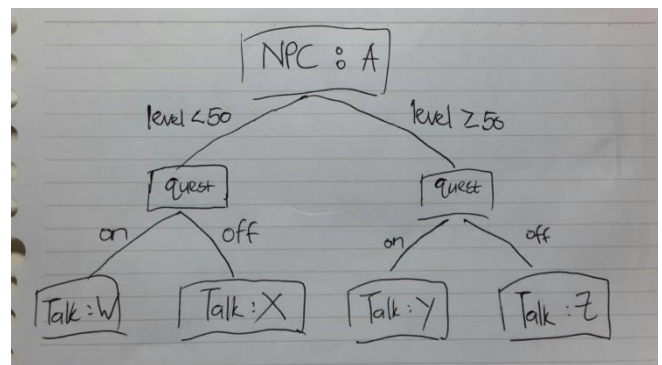 NPC : A
level <50
level ≥50
quest
quest
on
off
on
off
Talk : W
Talk : X
Talk : Y
Talk : Z